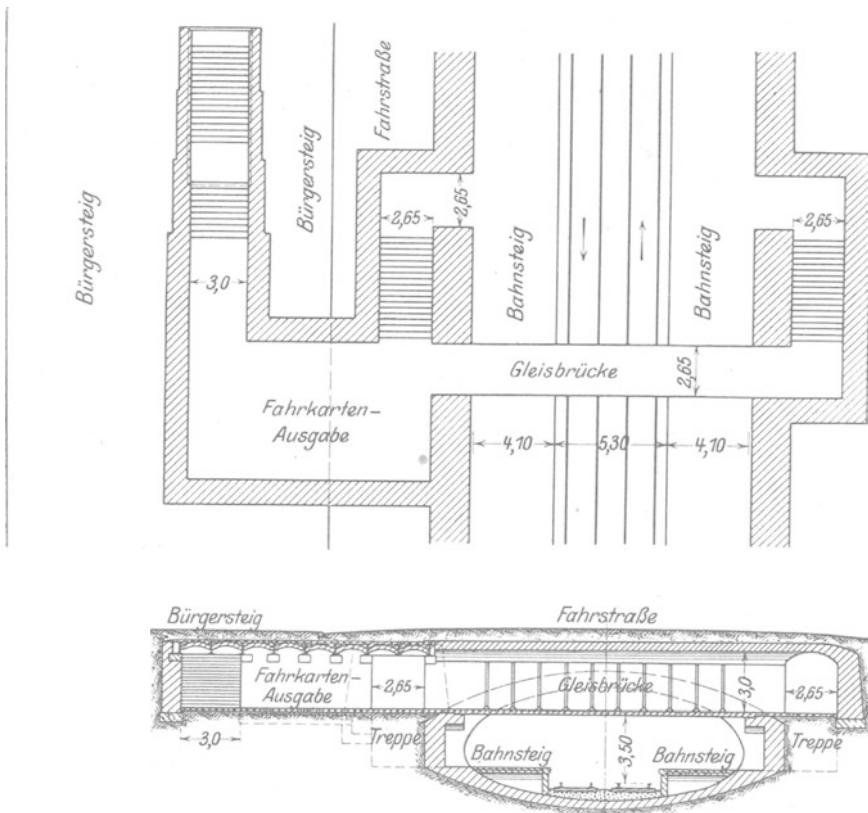 Bürgersteig
Bürgersteig
Fahrstraße
2,65
2,65
3,0
Bahnsteig
Bahnsteig
2,65
Gleisbrücke
2,65
Fahrkarten-
Ausgabe
4,10
5,30
4,10
Bürgersteig
Fahrstraße
Fahrkarten-
Ausgabe
2,65
Gleisbrücke
3,0
2,65
3,0
Treppe
Bahnsteig
3,50
Bahnsteig
Treppe